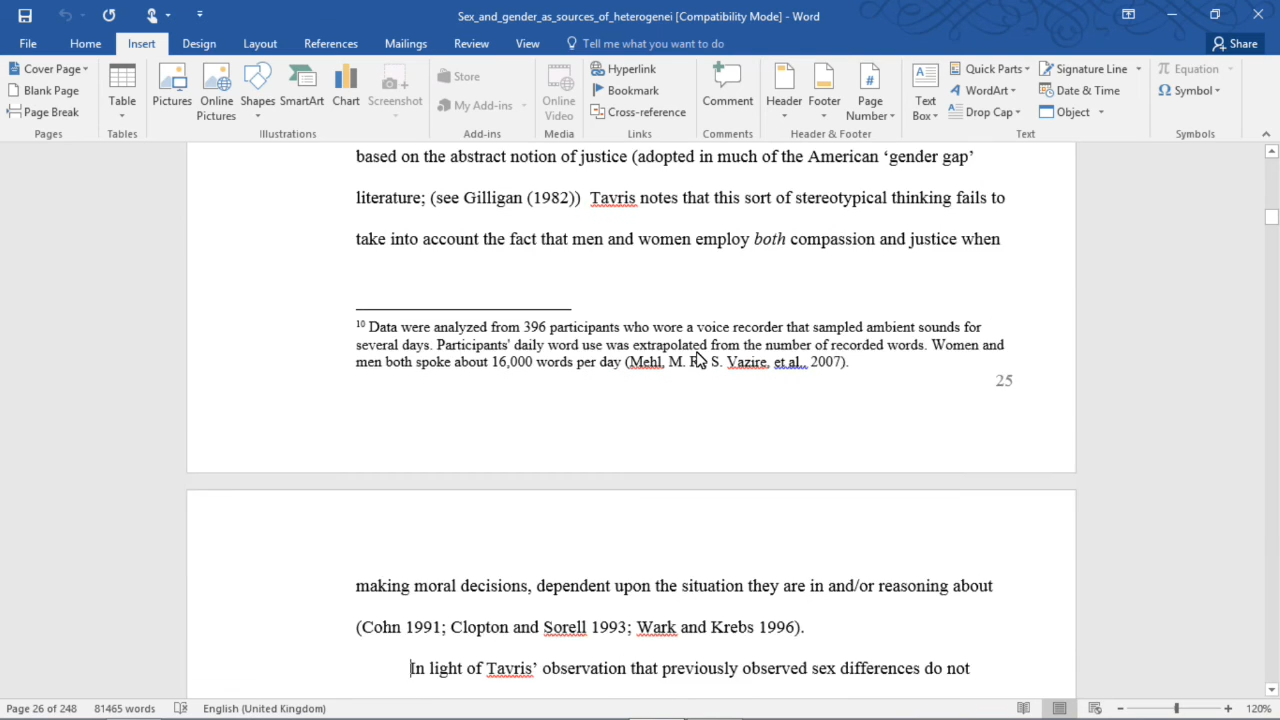 Sex_and_gender_as_sources_of_heterogenei [Compatibility Mode] - Word
File Home Insert Design Layout References Mailings Review View Tell me what you want to do Share
Cover Page
Blank Page
Page Break
Pages
Table
Tables
Pictures
Online Pictures
Shapes
SmartArt
Chart
Screenshot
Illustrations
Store
My Add-ins
Add-ins
Online Video
Media
Hyperlink
Bookmark
Cross-reference
Links
Comment
Comments
Header
Footer
Page Number
Header & Footer
Text Box
Quick Parts
WordArt
Drop Cap
Signature Line
Date & Time
Object
Text
Equation
Symbol
Symbols
based on the abstract notion of justice (adopted in much of the American ‘gender gap’
literature; (see Gilligan (1982)) Tavris notes that this sort of stereotypical thinking fails to
take into account the fact that men and women employ both compassion and justice when
10 Data were analyzed from 396 participants who wore a voice recorder that sampled ambient sounds for
several days. Participants' daily word use was extrapolated from the number of recorded words. Women and
men both spoke about 16,000 words per day (Mehl, M. R., S. Vazire, et al., 2007).
25
making moral decisions, dependent upon the situation they are in and/or reasoning about
(Cohn 1991; Clopton and Sorell 1993; Wark and Krebs 1996).
In light of Tavris’ observation that previously observed sex differences do not
Page 26 of 248 81465 words English (United Kingdom) 120%